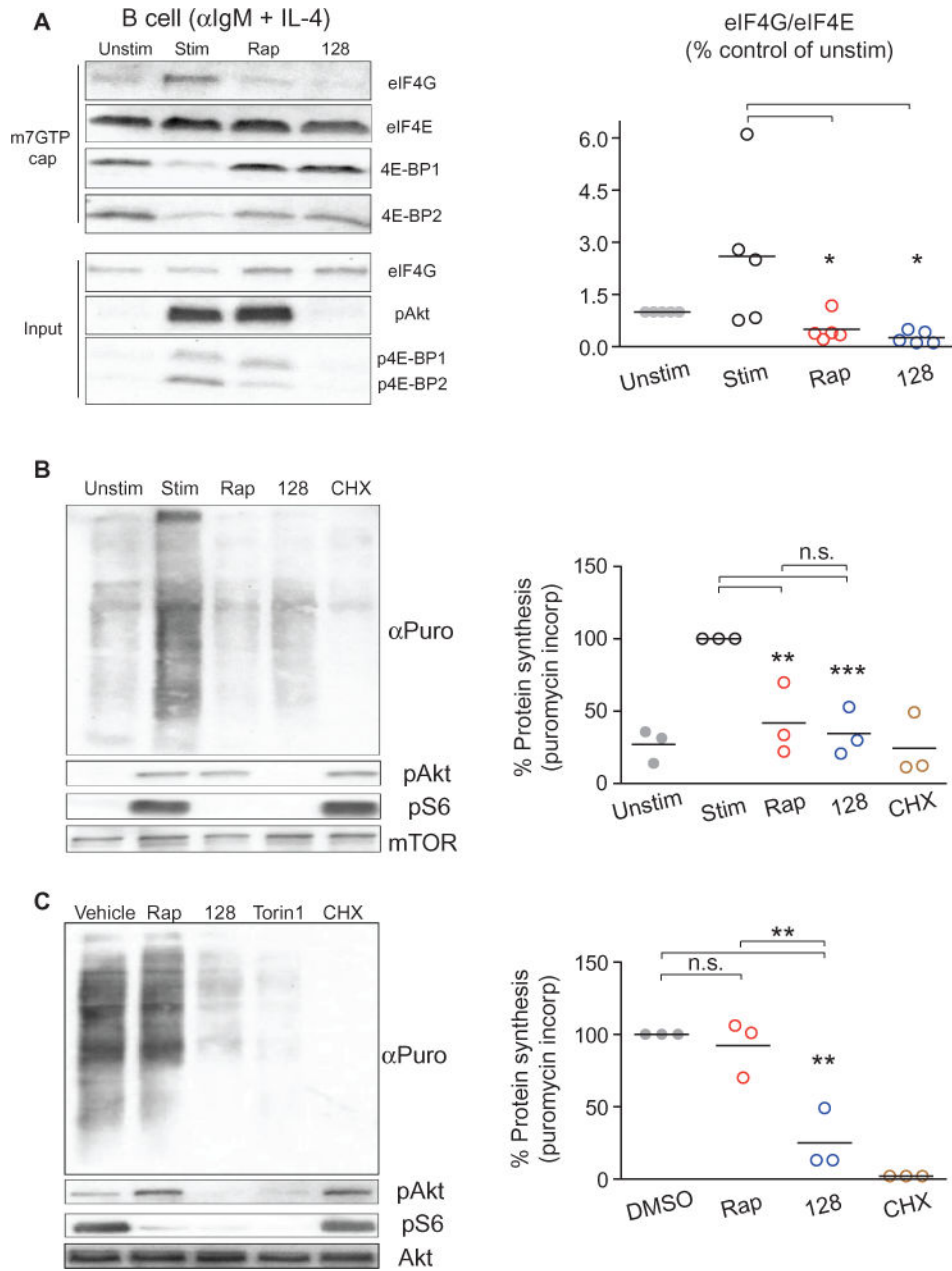 A
B cell (αIgM + IL-4)
Unstim Stim Rap 128
m7GTP
cap
eIF4G
eIF4E
4E-BP1
4E-BP2
Input
eIF4G
pAkt
p4E-BP1
p4E-BP2
eIF4G/eIF4E
(% control of unstim)
6.0
4.5
3.0
1.5
0.0
* *
Unstim Stim Rap 128
B
Unstim Stim Rap 128 CHX
αPuro
pAkt
pS6
mTOR
% Protein synthesis
(puromycin incorp)
150
100
50
0
n.s.
** ***
Unstim Stim Rap 128 CHX
C
Vehicle Rap 128 Torin1 CHX
αPuro
pAkt
pS6
Akt
% Protein synthesis
(puromycin incorp)
150
100
50
0
**
n.s.
**
DMSO Rap 128 CHX